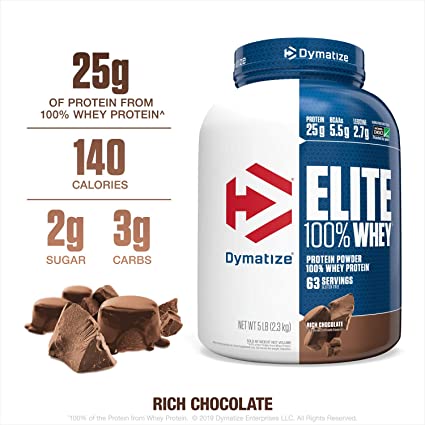 25g
OF PROTEIN FROM
100% WHEY PROTEIN^
140
CALORIES
2g
SUGAR
3g
CARBS
Dymatize
PROTEIN
25g
BCAAs
5.5g
LEUCINE
2.7g
ELITE
100% WHEY
PROTEIN POWDER
100% WHEY PROTEIN
63 SERVINGS
GLUTEN FREE
Dymatize®
NET WT 5 LB (2.3 kg)
RICH CHOCOLATE
RICH CHOCOLATE
^100% of the Protein from Whey Protein. © 2019 Dymatize Enterprises LLC. All Rights Reserved.